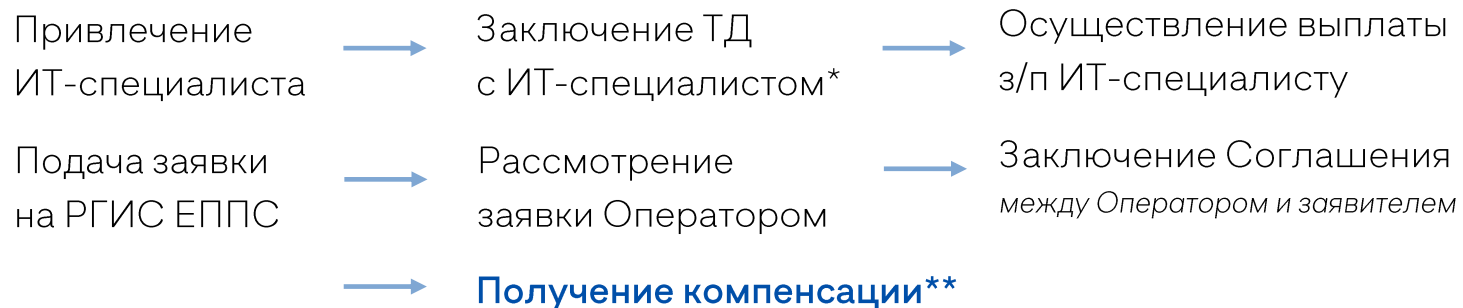 Привлечение
ИТ-специалиста
Заключение ТД
с ИТ-специалистом*
Осуществление выплаты
з/п ИТ-специалисту
Подача заявки
на РГИС ЕППС
Рассмотрение
заявки Оператором
Заключение Соглашения
между Оператором и заявителем
Получение компенсации**